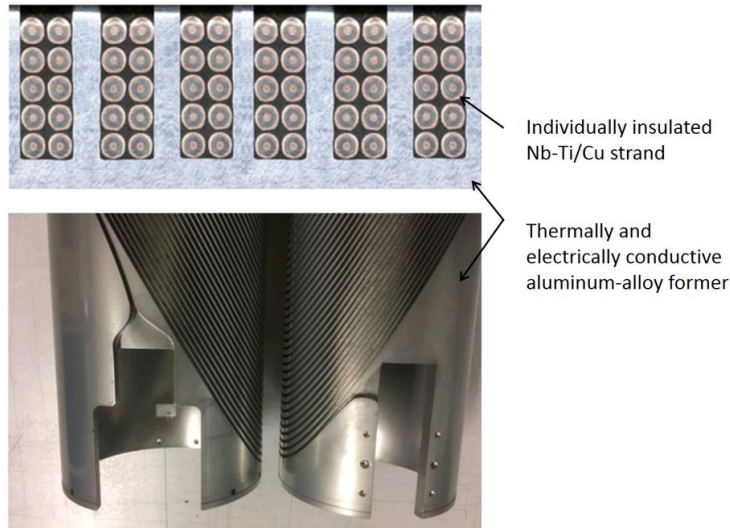 Individually insulated
Nb-Ti/Cu strand
Thermally and
electrically conductive
aluminum-alloy former